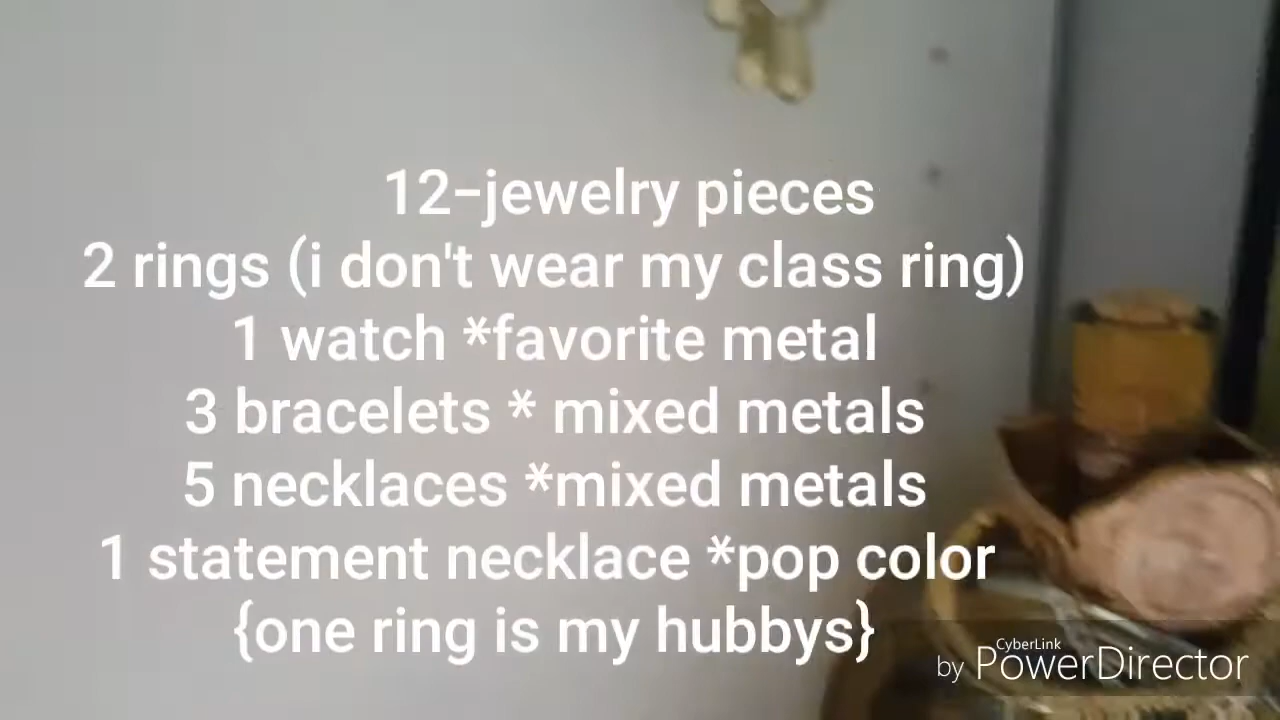 12-jewelry pieces
2 rings (i don't wear my class ring)
1 watch *favorite metal
3 bracelets * mixed metals
5 necklaces *mixed metals
1 statement necklace *pop color
{one ring is my hubbys}
CyberLink
by PowerDirector